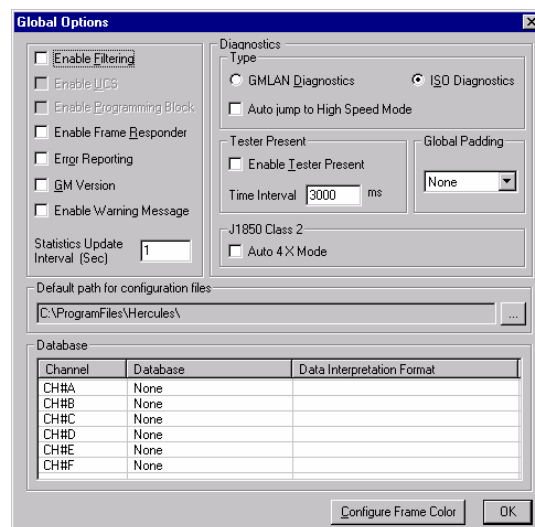 Global Options
Enable Filtering
Enable UCS
Enable Programming Block
Enable Frame Responder
Error Reporting
GM Version
Enable Warning Message
Statistics Update
Interval (Sec)
1
Diagnostics
Type
GMLAN Diagnostics
ISO Diagnostics
Auto jump to High Speed Mode
Tester Present
Enable Tester Present
Time Interval 3000 ms
Global Padding
None
J1850 Class 2
Auto 4X Mode
Default path for configuration files
C:\ProgramFiles\Hercules\
...
Database
Channel Database Data Interpretation Format
CH#A None
CH#B None
CH#C None
CH#D None
CH#E None
CH#F None
Configure Frame Color
OK